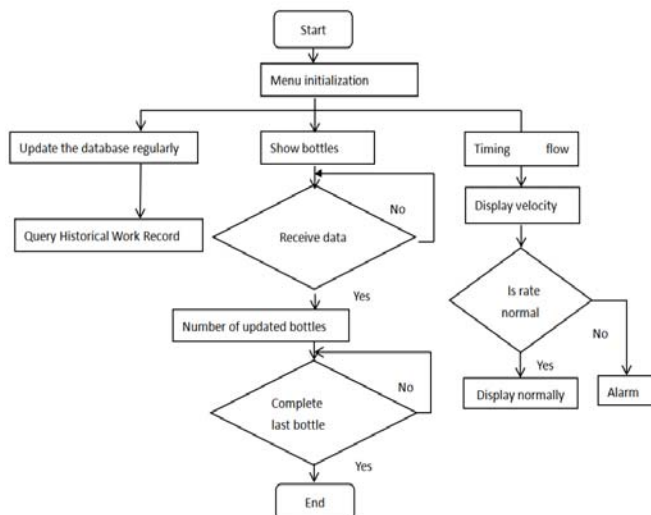 Start
Menu initialization
Update the database regularly
Show bottles
Timing flow
Query Historical Work Record
Receive data
No
Yes
Display velocity
Is rate
normal
No
Yes
Number of updated bottles
Display normally
Alarm
Complete
last bottle
No
Yes
End